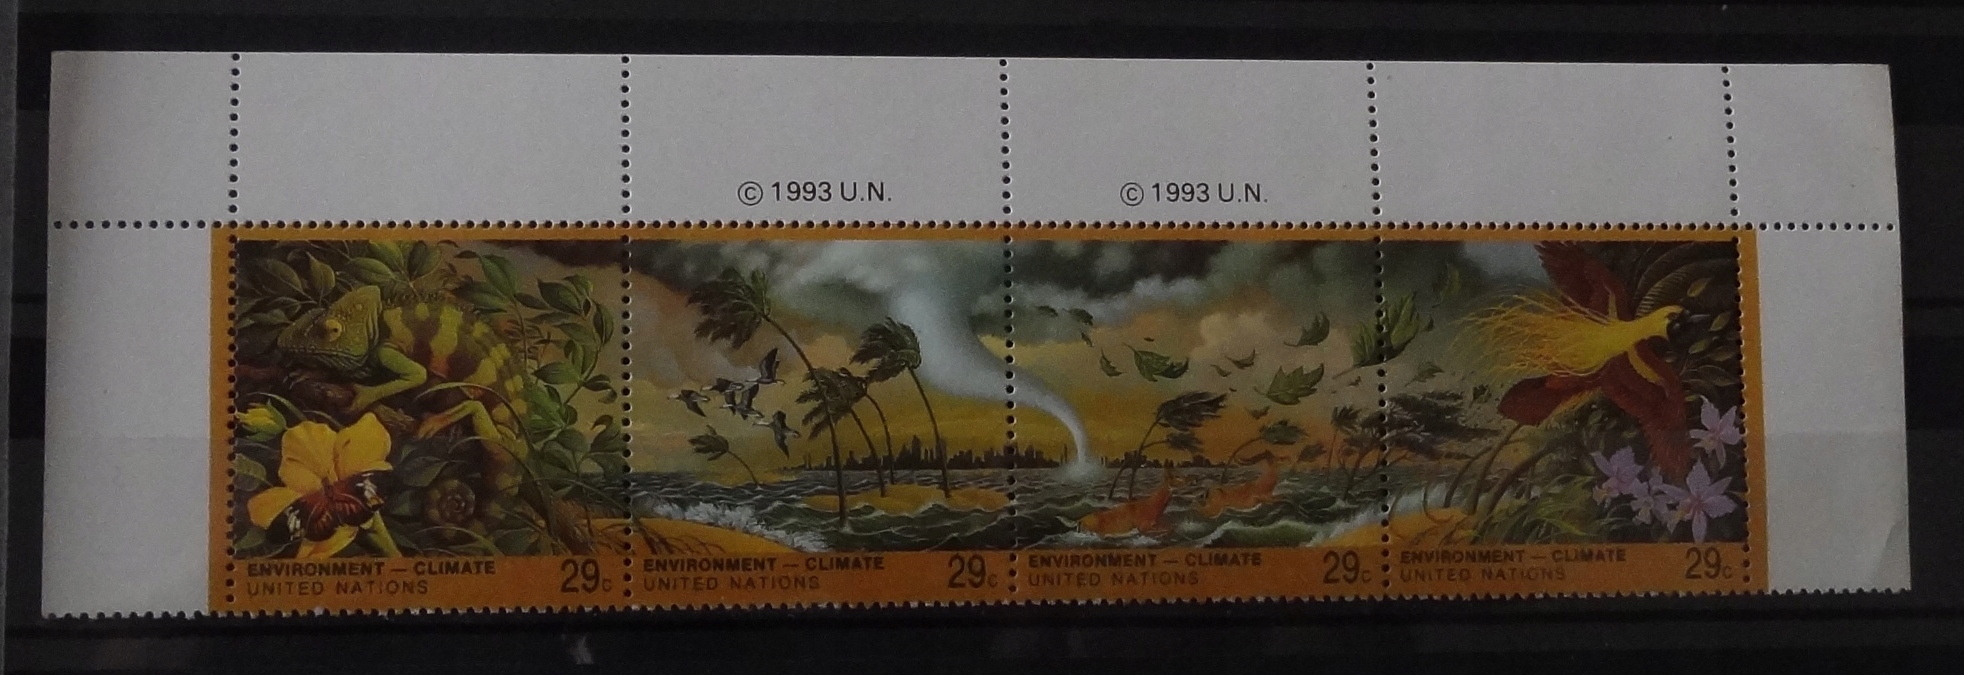 © 1993 U.N.
© 1993 U.N.
ENVIRONMENT — CLIMATE
UNITED NATIONS
29c
ENVIRONMENT — CLIMATE
UNITED NATIONS
29c
ENVIRONMENT — CLIMATE
UNITED NATIONS
29c
ENVIRONMENT — CLIMATE
UNITED NATIONS
29c